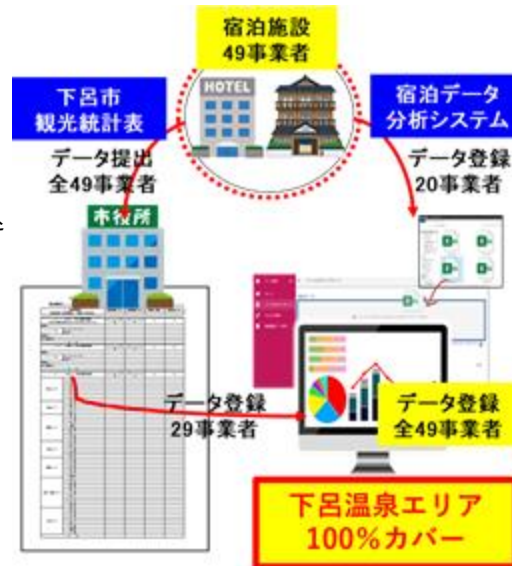 宿泊施設
49事業者
下呂市
観光統計表
HOTEL
宿泊データ
分析システム
データ提出
全49事業者
データ登録
20事業者
市役所
データ登録
29事業者
データ登録
全49事業者
下呂温泉エリア
100%カバー